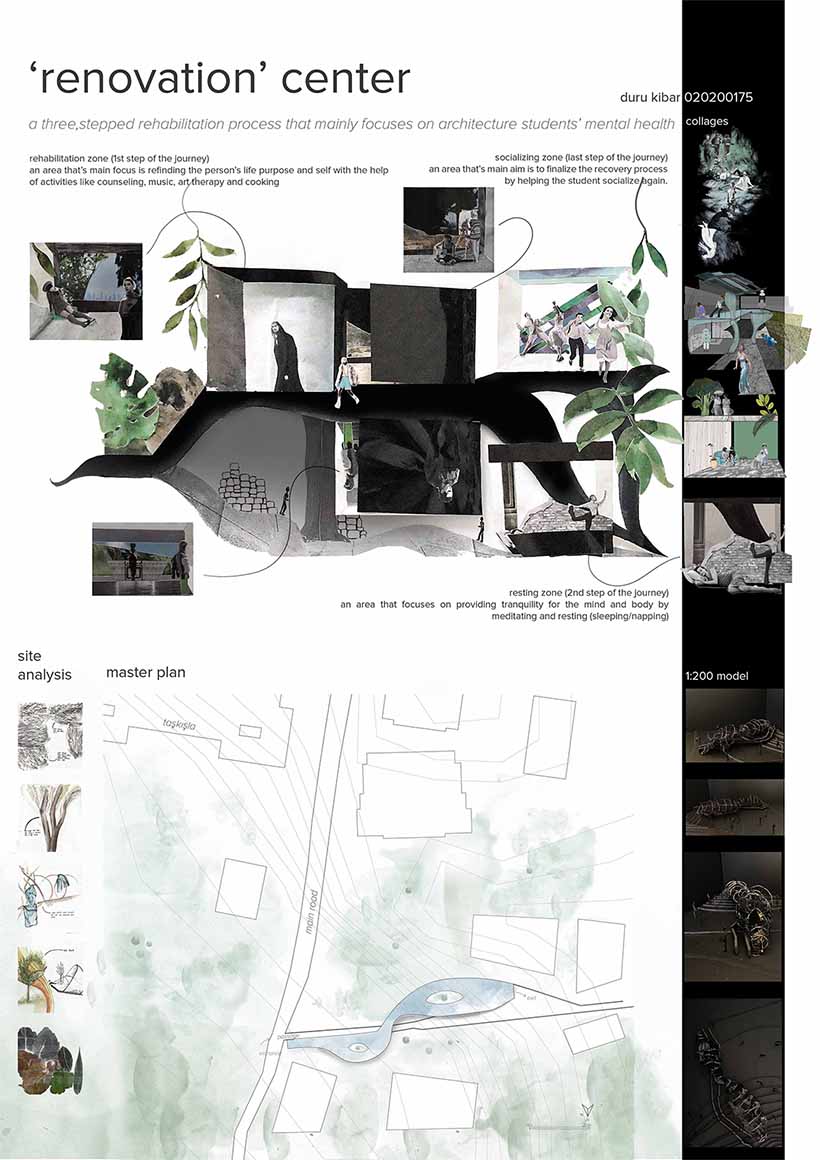 'renovation' center
duru kibar 020200175
a three,stepped rehabilitation process that mainly focuses on architecture students' mental health
collages
rehabilitation zone (1st step of the journey)
an area that's main focus is refinding the person's life purpose and self with the help
of activities like counseling, music, art therapy and cooking
socializing zone (last step of the journey)
an area that's main aim is to finalize the recovery process
by helping the student socialize again.
resting zone (2nd step of the journey)
an area that focuses on providing tranquility for the mind and body by
meditating and resting (sleeping/napping)
site
analysis
master plan
1:200 model
taşkışla
main road